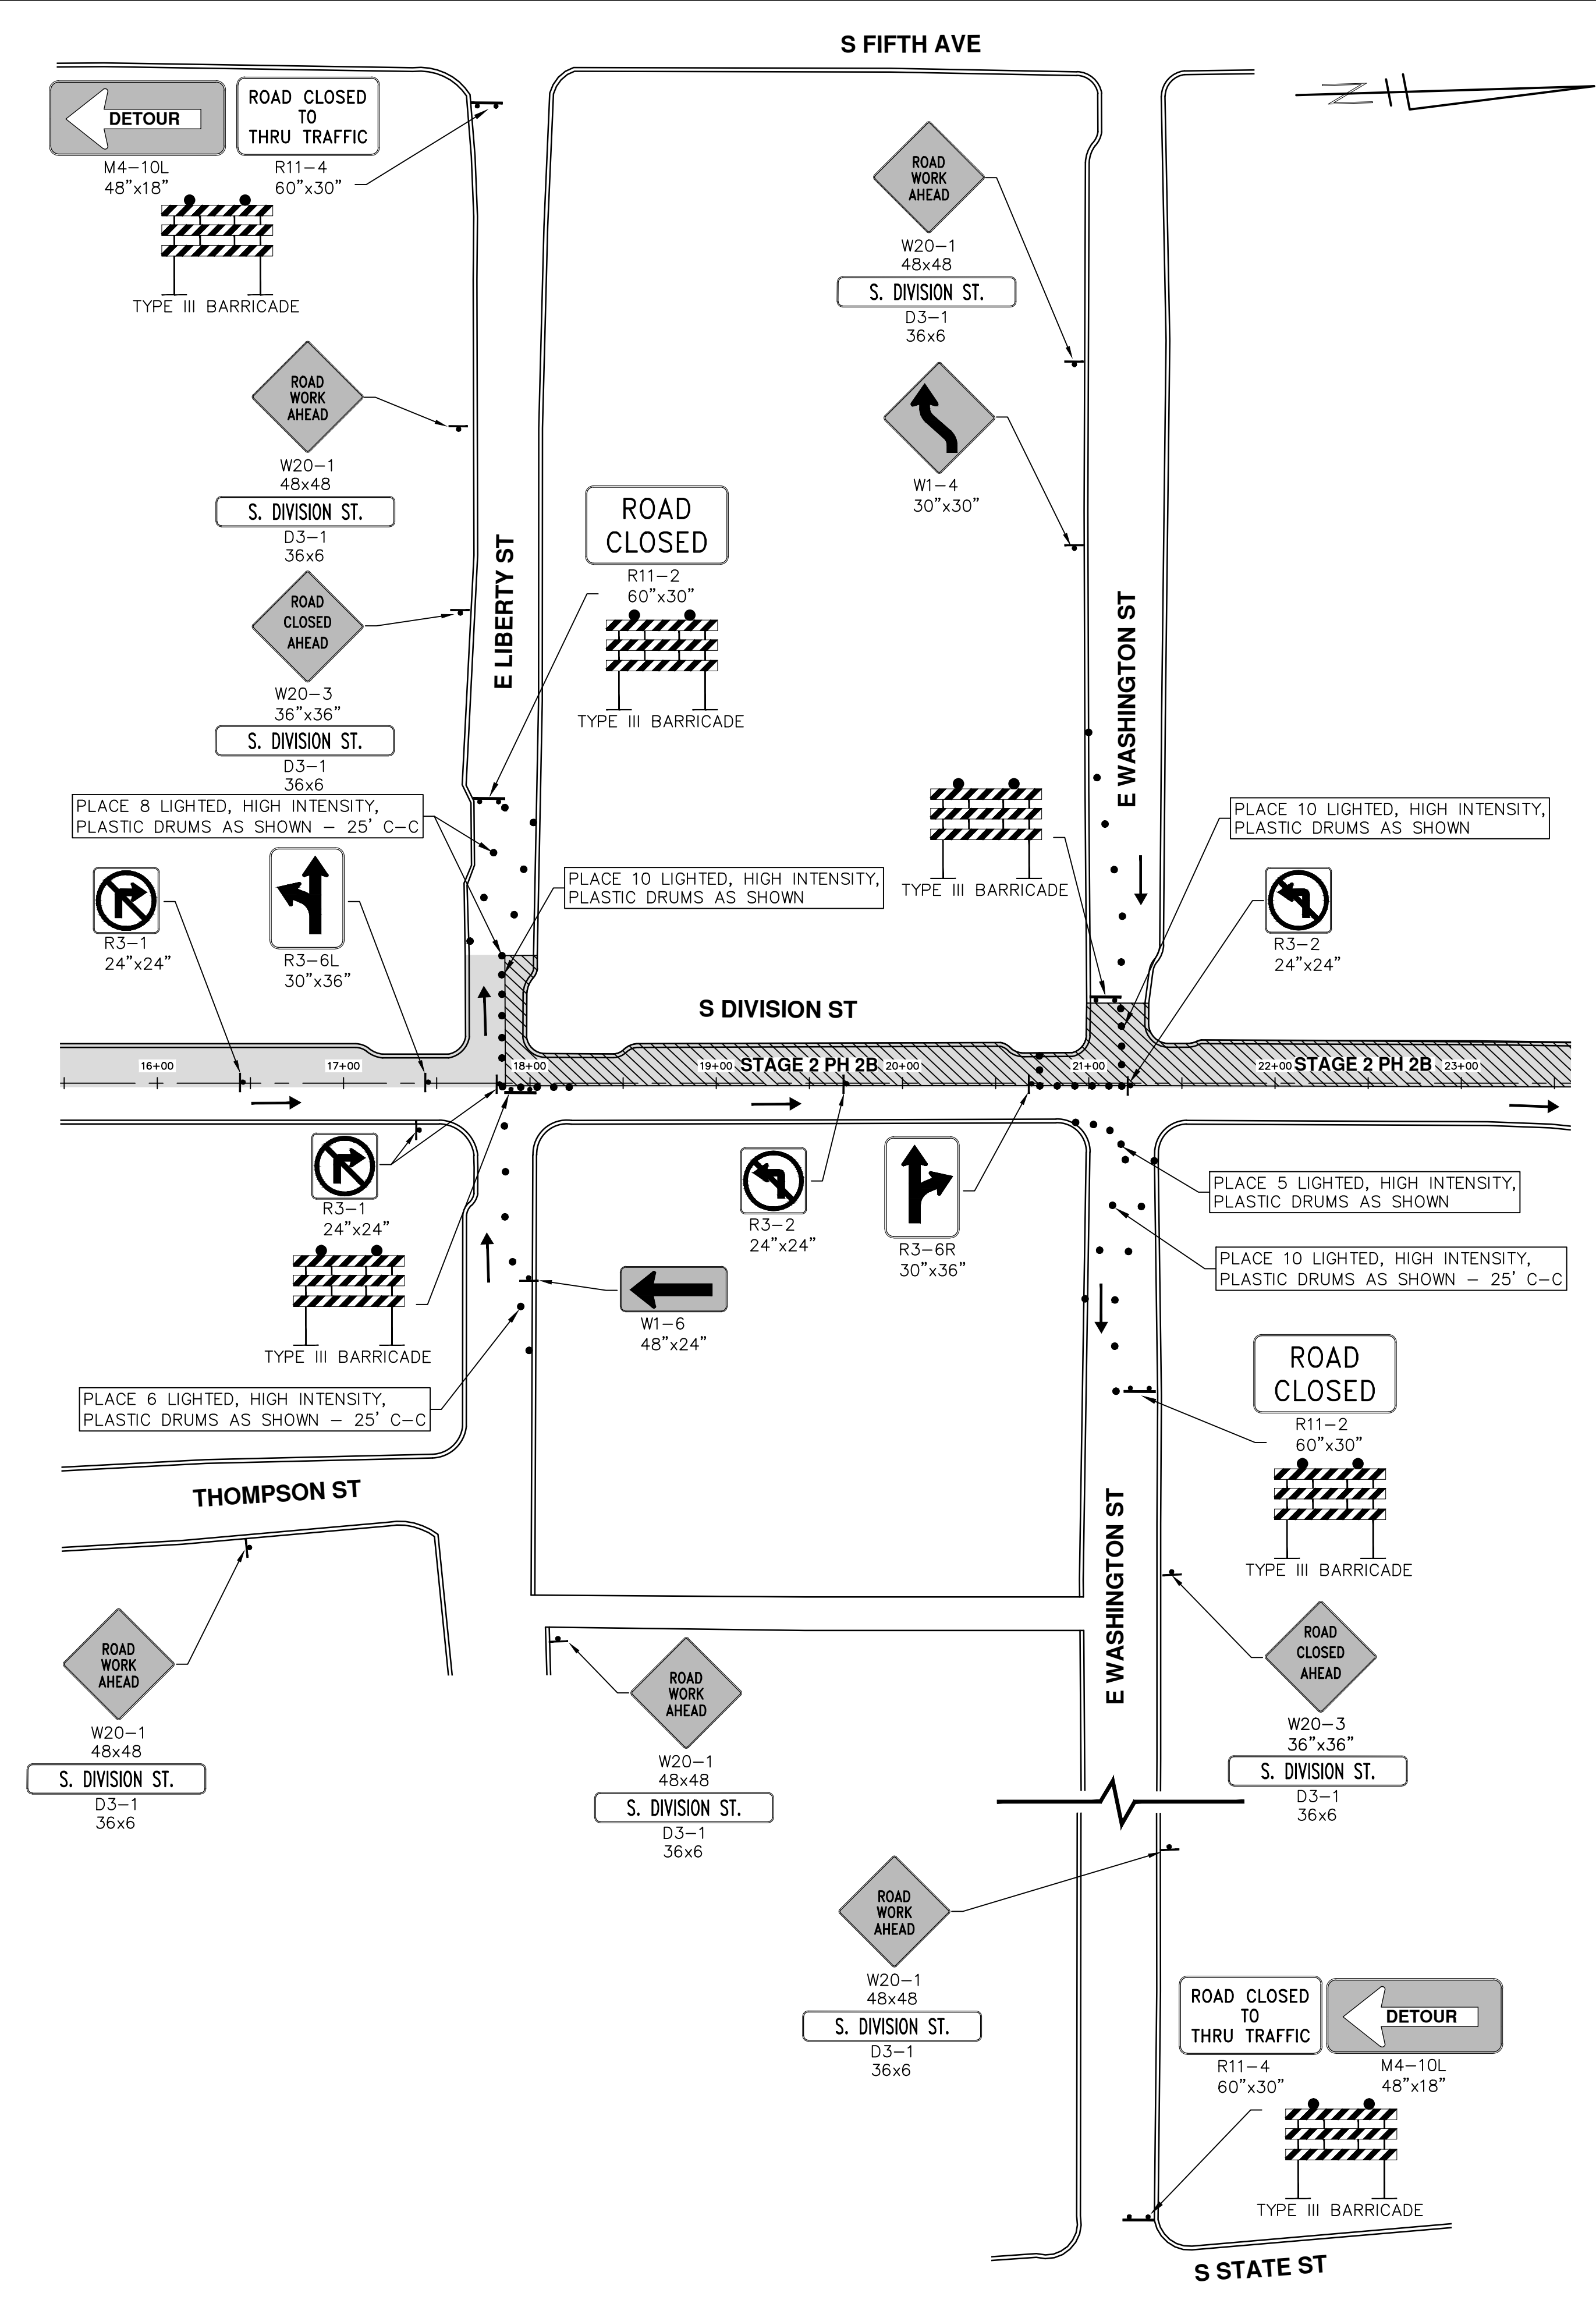 S FIFTH AVE
DETOUR
M4-10L
48"x18"
ROAD CLOSED
TO
THRU TRAFFIC
R11-4
60"x30"
TYPE III BARRICADE
N
ROAD
WORK
AHEAD
W20-1
48x48
S. DIVISION ST.
D3-1
36x6
W1-4
30"x30"
ROAD
WORK
AHEAD
W20-1
48x48
S. DIVISION ST.
D3-1
36x6
ROAD
CLOSED
AHEAD
W20-3
36"x36"
S. DIVISION ST.
D3-1
36x6
E LIBERTY ST
ROAD
CLOSED
R11-2
60"x30"
TYPE III BARRICADE
E WASHINGTON ST
TYPE III BARRICADE
PLACE 8 LIGHTED, HIGH INTENSITY,
PLASTIC DRUMS AS SHOWN - 25' C-C
PLACE 10 LIGHTED, HIGH INTENSITY,
PLASTIC DRUMS AS SHOWN
PLACE 10 LIGHTED, HIGH INTENSITY,
PLASTIC DRUMS AS SHOWN
R3-1
24"x24"
R3-6L
30"x36"
R3-2
24"x24"
S DIVISION ST
16+00
17+00
18+00
19+00
STAGE 2 PH 2B
20+00
21+00
22+00
STAGE 2 PH 2B
23+00
R3-1
24"x24"
TYPE III BARRICADE
R3-2
24"x24"
R3-6R
30"x36"
W1-6
48"x24"
PLACE 5 LIGHTED, HIGH INTENSITY,
PLASTIC DRUMS AS SHOWN
PLACE 10 LIGHTED, HIGH INTENSITY,
PLASTIC DRUMS AS SHOWN - 25' C-C
PLACE 6 LIGHTED, HIGH INTENSITY,
PLASTIC DRUMS AS SHOWN - 25' C-C
ROAD
CLOSED
R11-2
60"x30"
TYPE III BARRICADE
THOMPSON ST
E WASHINGTON ST
ROAD
WORK
AHEAD
W20-1
48x48
S. DIVISION ST.
D3-1
36x6
ROAD
WORK
AHEAD
W20-1
48x48
S. DIVISION ST.
D3-1
36x6
ROAD
CLOSED
AHEAD
W20-3
36"x36"
S. DIVISION ST.
D3-1
36x6
ROAD
WORK
AHEAD
W20-1
48x48
S. DIVISION ST.
D3-1
36x6
ROAD CLOSED
TO
THRU TRAFFIC
R11-4
60"x30"
DETOUR
M4-10L
48"x18"
TYPE III BARRICADE
S STATE ST